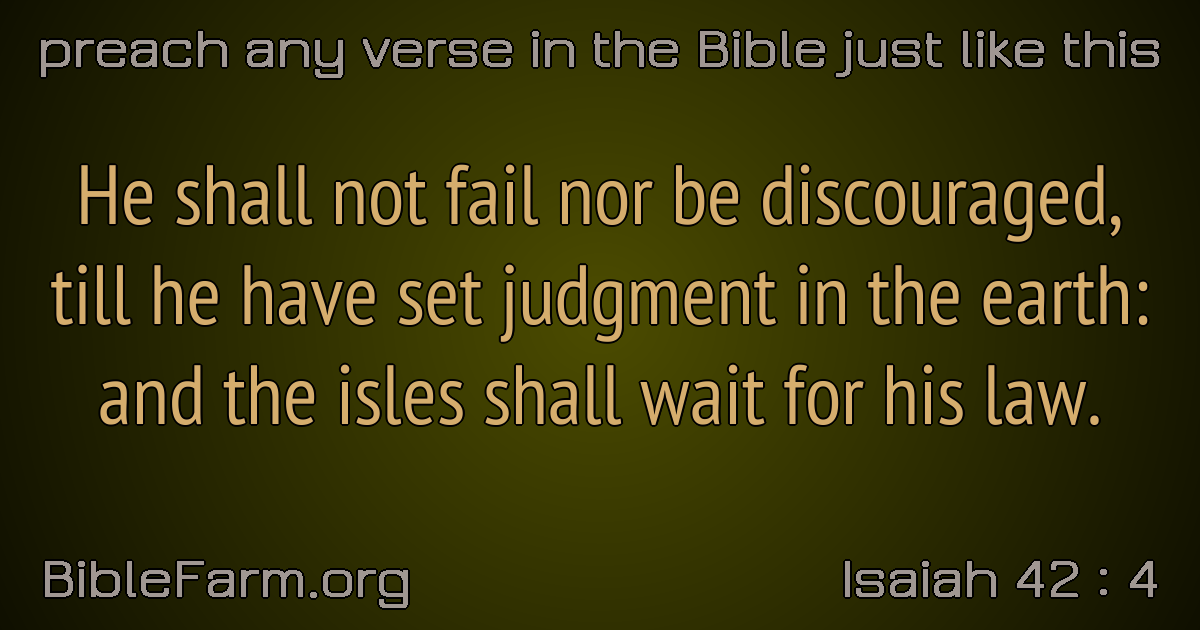 preach any verse in the Bible just like this
He shall not fail nor be discouraged,
till he have set judgment in the earth:
and the isles shall wait for his law.
BibleFarm.org
Isaiah 42 : 4